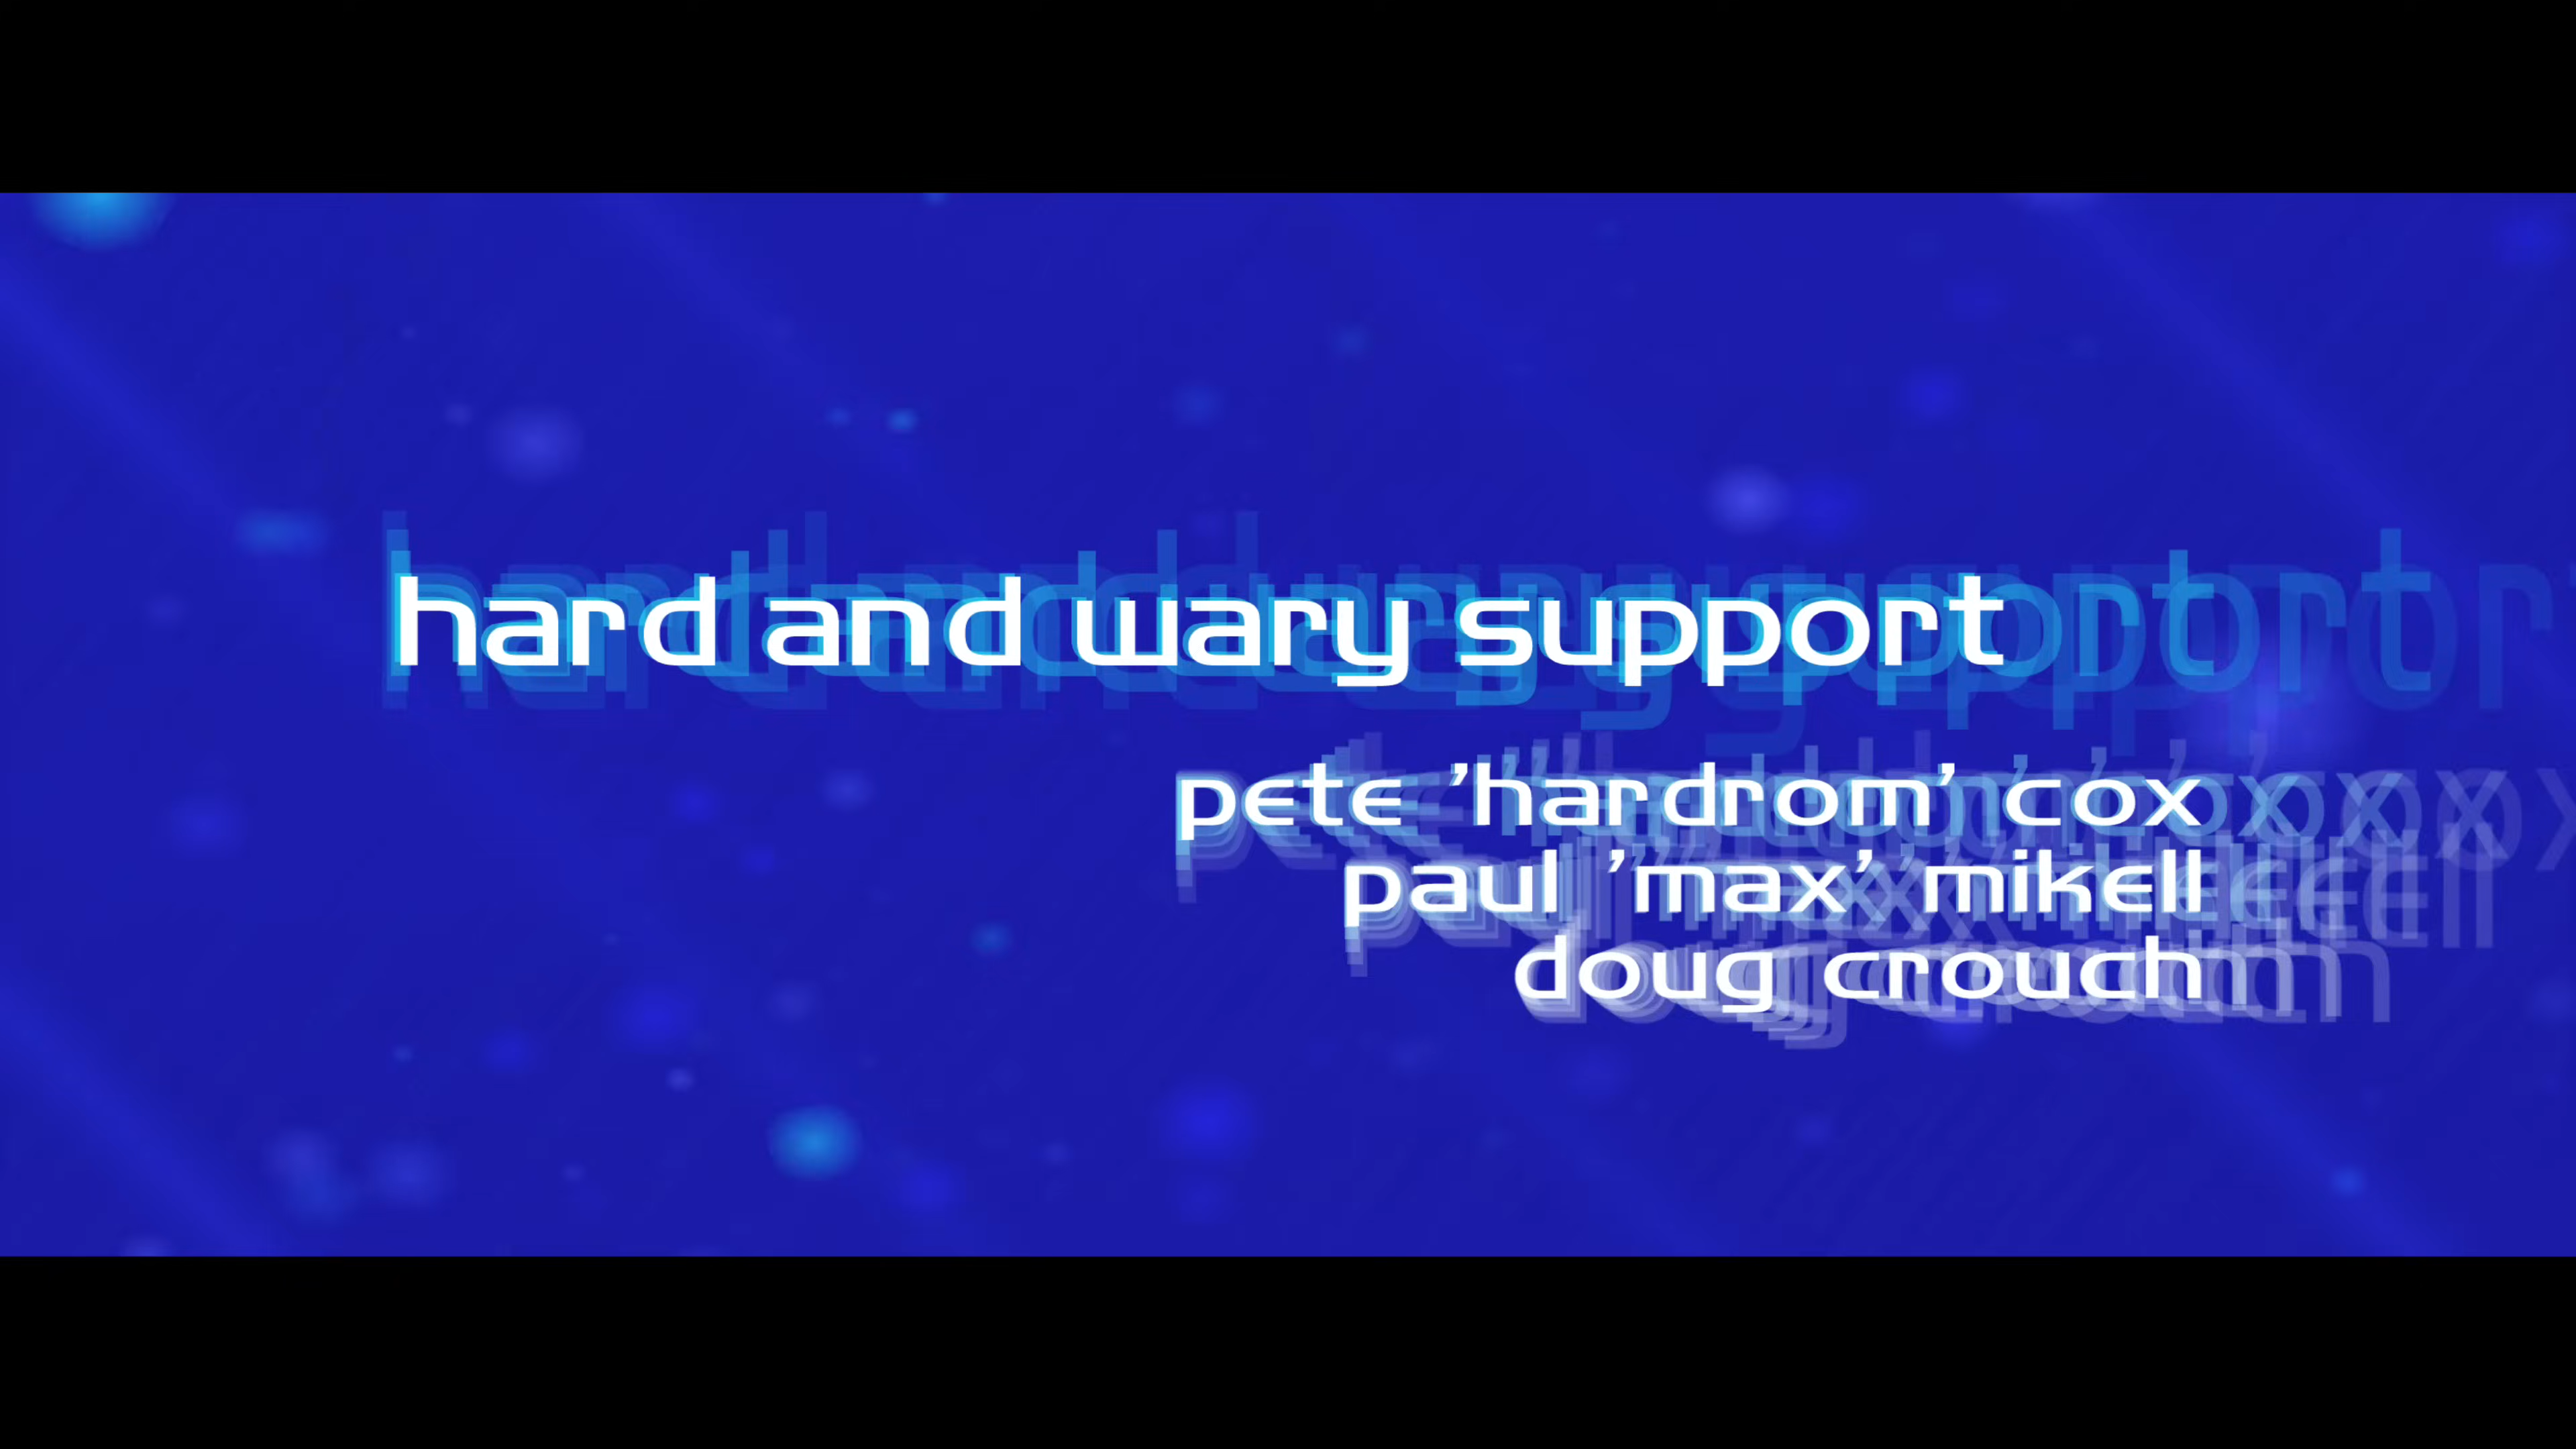 hard and wary support
pete 'hardrom' cox
paul 'max' mikell
doug crouch